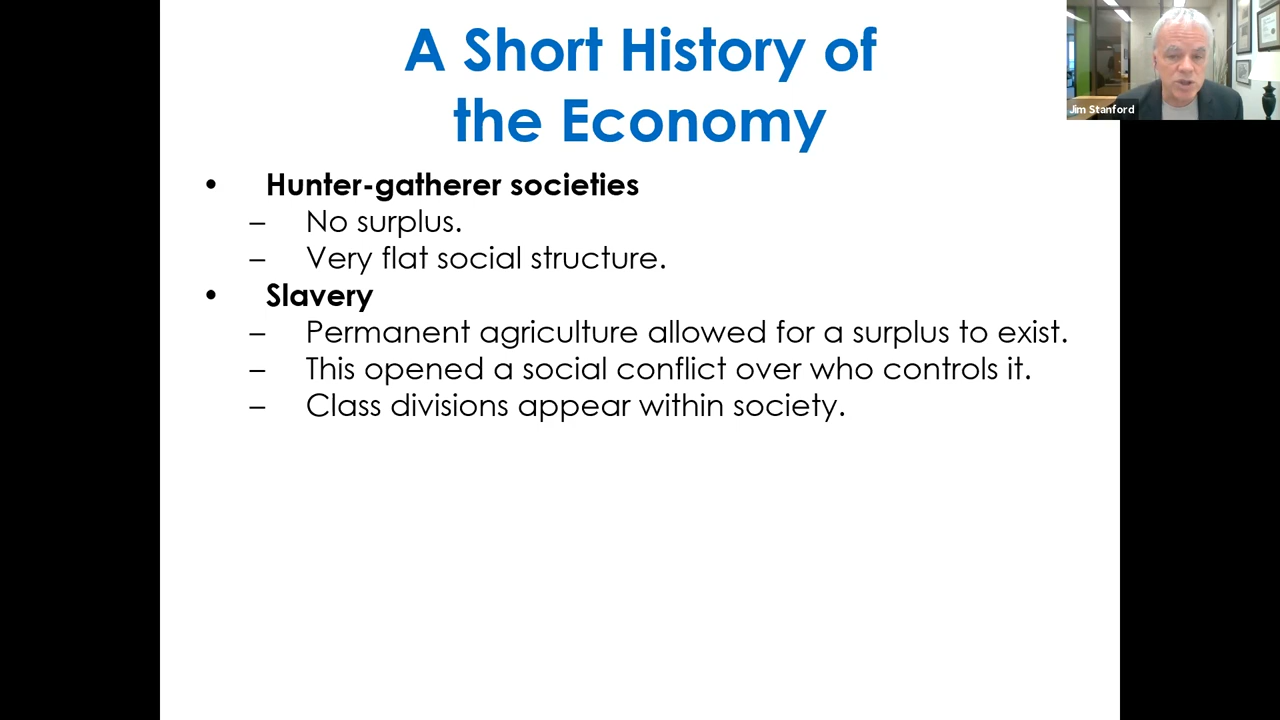 A Short History of
the Economy
Jim Stanford
• Hunter-gatherer societies
– No surplus.
– Very flat social structure.
• Slavery
– Permanent agriculture allowed for a surplus to exist.
– This opened a social conflict over who controls it.
– Class divisions appear within society.